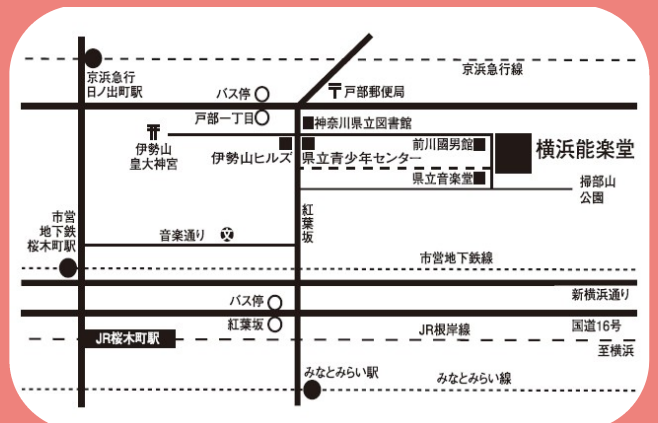 京浜急行線
京浜急行
日ノ出町駅
バス停
戸部郵便局
戸部一丁目
神奈川県立図書館
伊勢山
皇大神宮
伊勢山ヒルズ
県立青少年センター
前川國男館
横浜能楽堂
県立音楽堂
掃部山
公園
紅葉坂
市営
地下鉄
桜木町駅
音楽通り
市営地下鉄線
新横浜通り
バス停
紅葉坂
JR根岸線
国道16号
JR桜木町駅
至横浜
みなとみらい駅
みなとみらい線